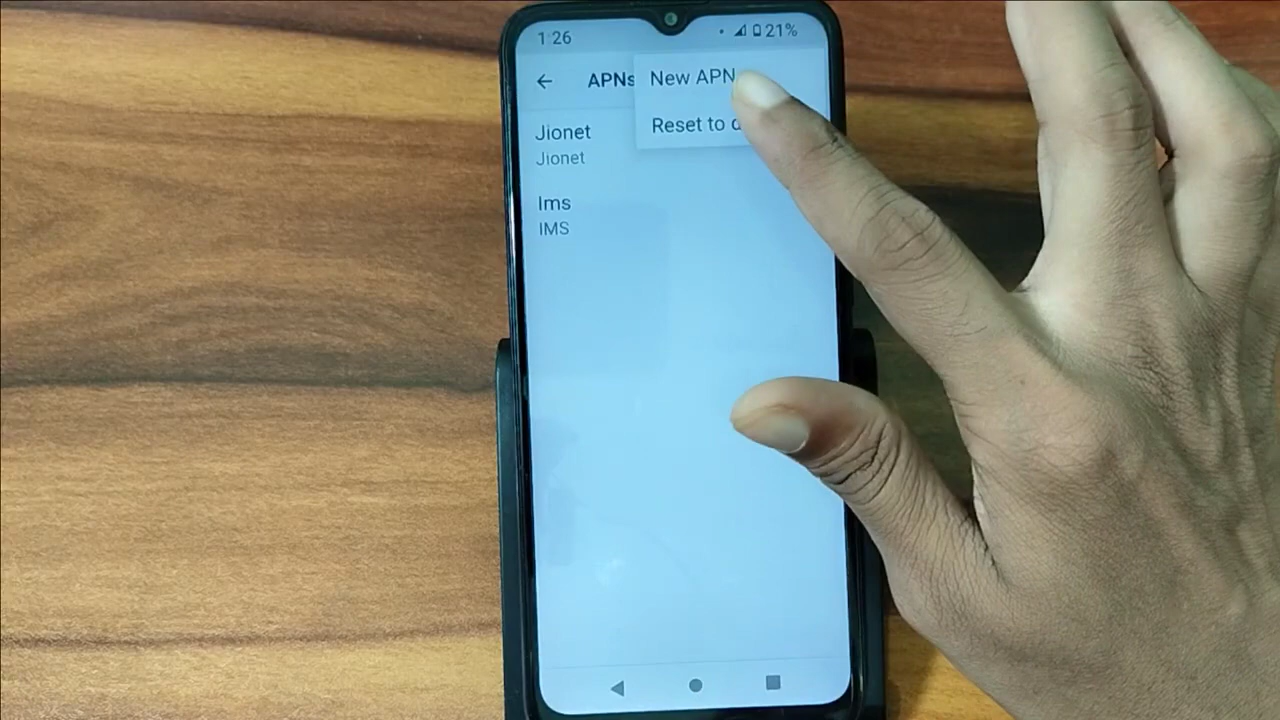 1:26
21%
APNs
New APN
Reset to d
Jionet
Jionet
Ims
IMS